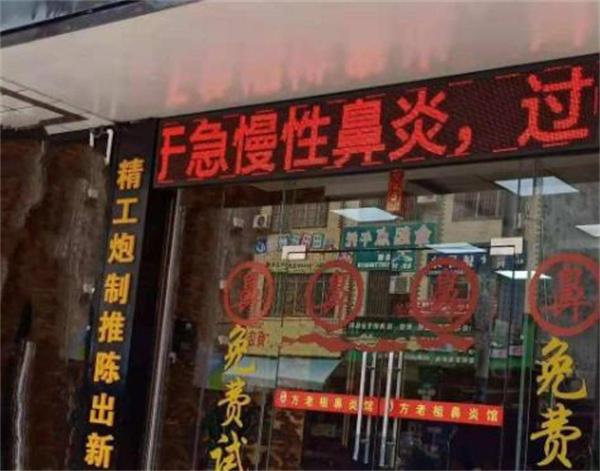 于急慢性鼻炎，过
精工炮制推陈出新
鼻
鼻
鼻
鼻
免费试
免费
方老祖鼻炎馆
方老祖鼻炎馆